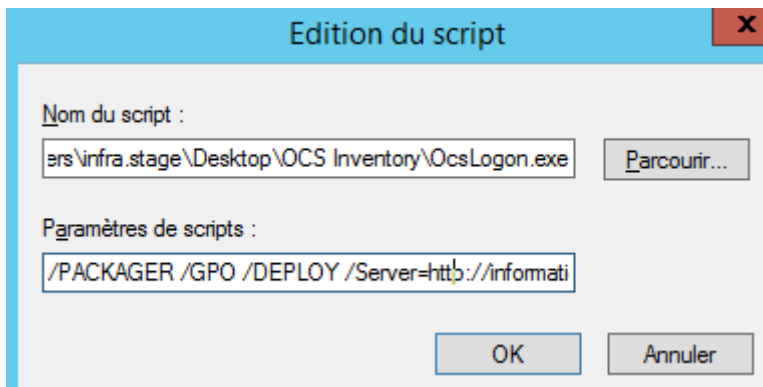 Edition du script
x
Nom du script :
ers\infra.stage\Desktop\OCS Inventory\OcsLogon.exe
Parcourir...
Paramètres de scripts :
/PACKAGER /GPO /DEPLOY /Server=http://informati
OK
Annuler